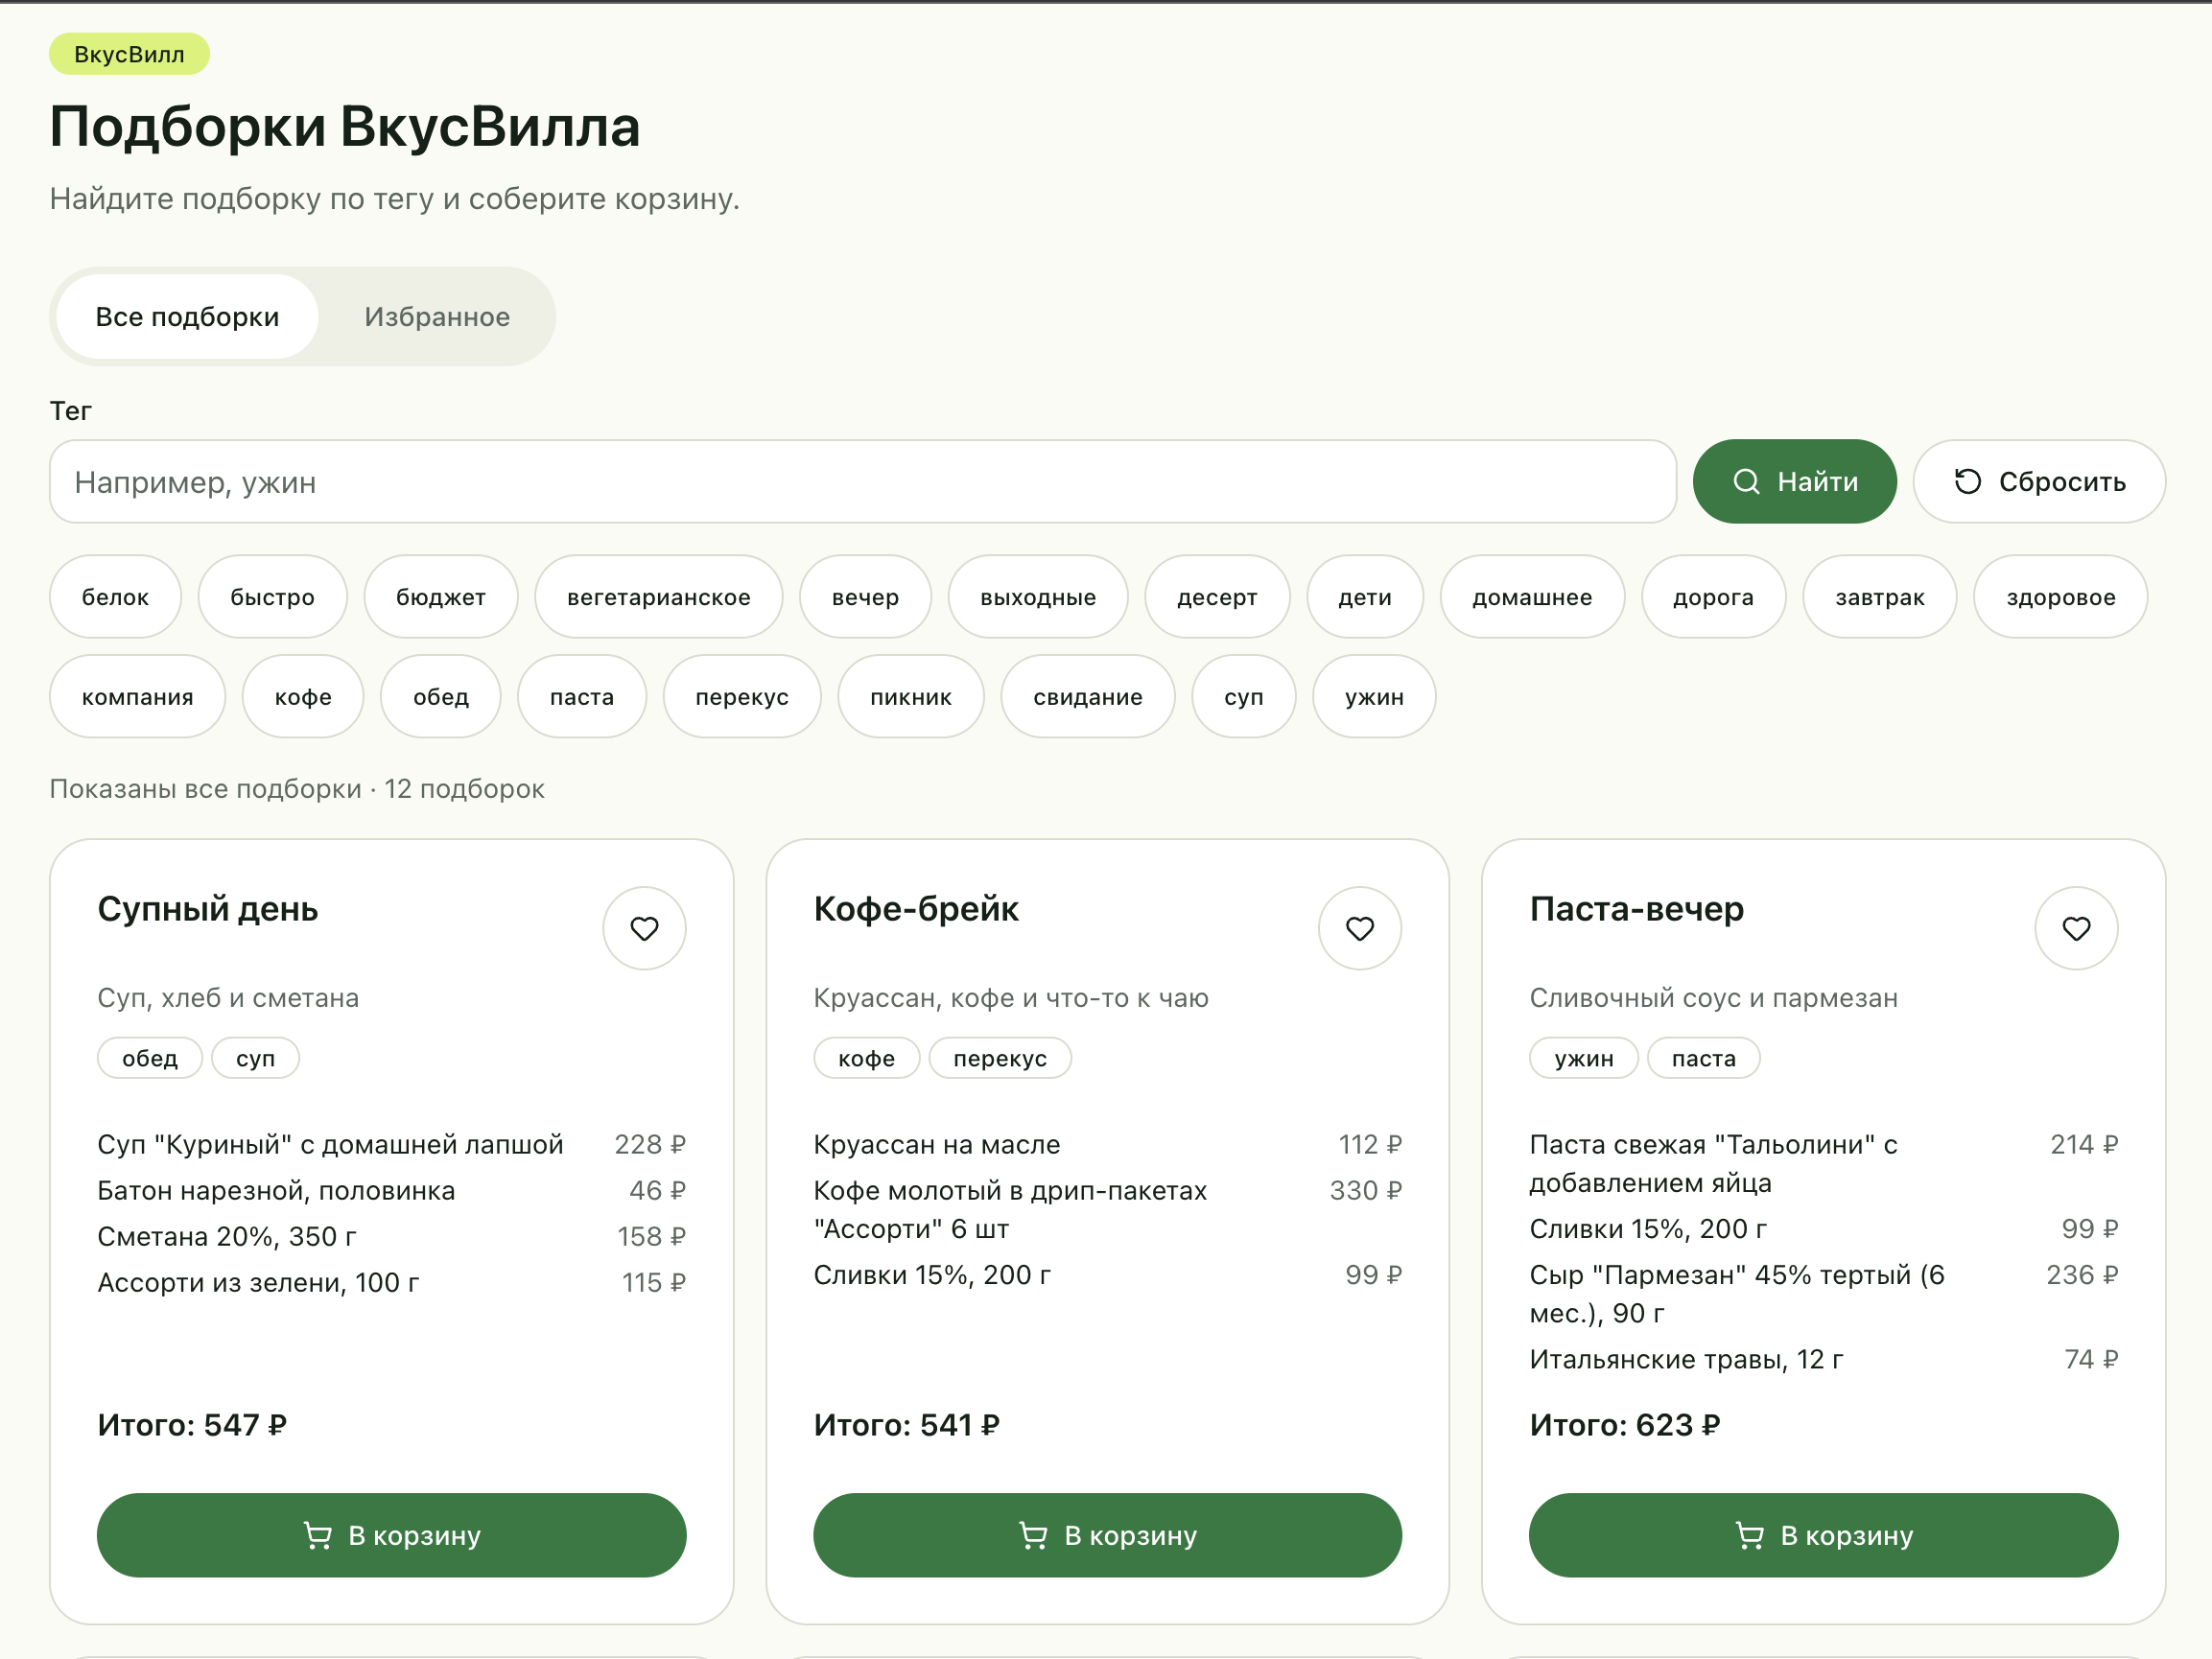 ВкусВилл
Подборки ВкусВилла
Найдите подборку по тегу и соберите корзину.
Все подборки Избранное
Тег
Например, ужин Найти Сбросить
белок быстро бюджет вегетарианское вечер выходные десерт дети домашнее дорога завтрак здоровое
компания кофе обед паста перекус пикник свидание суп ужин
Показаны все подборки · 12 подборок
Супный день
Суп, хлеб и сметана
обед суп
Суп "Куриный" с домашней лапшой 228 ₽
Батон нарезной, половинка 46 ₽
Сметана 20%, 350 г 158 ₽
Ассорти из зелени, 100 г 115 ₽
Итого: 547 ₽
В корзину
Кофе-брейк
Круассан, кофе и что-то к чаю
кофе перекус
Круассан на масле 112 ₽
Кофе молотый в дрип-пакетах 330 ₽
"Ассорти" 6 шт
Сливки 15%, 200 г 99 ₽
Итого: 541 ₽
В корзину
Паста-вечер
Сливочный соус и пармезан
ужин паста
Паста свежая "Тальолини" с 214 ₽
добавлением яйца
Сливки 15%, 200 г 99 ₽
Сыр "Пармезан" 45% тертый (6 236 ₽
мес.), 90 г
Итальянские травы, 12 г 74 ₽
Итого: 623 ₽
В корзину